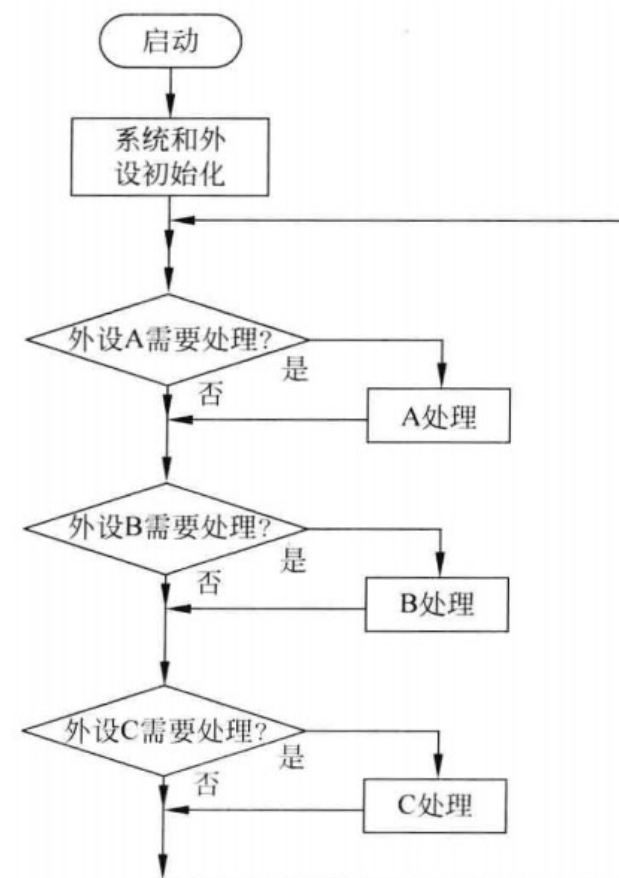 启动
系统和外
设初始化
外设A需要处理?
是
否
A处理
外设B需要处理?
是
否
B处理
外设C需要处理?
是
否
C处理